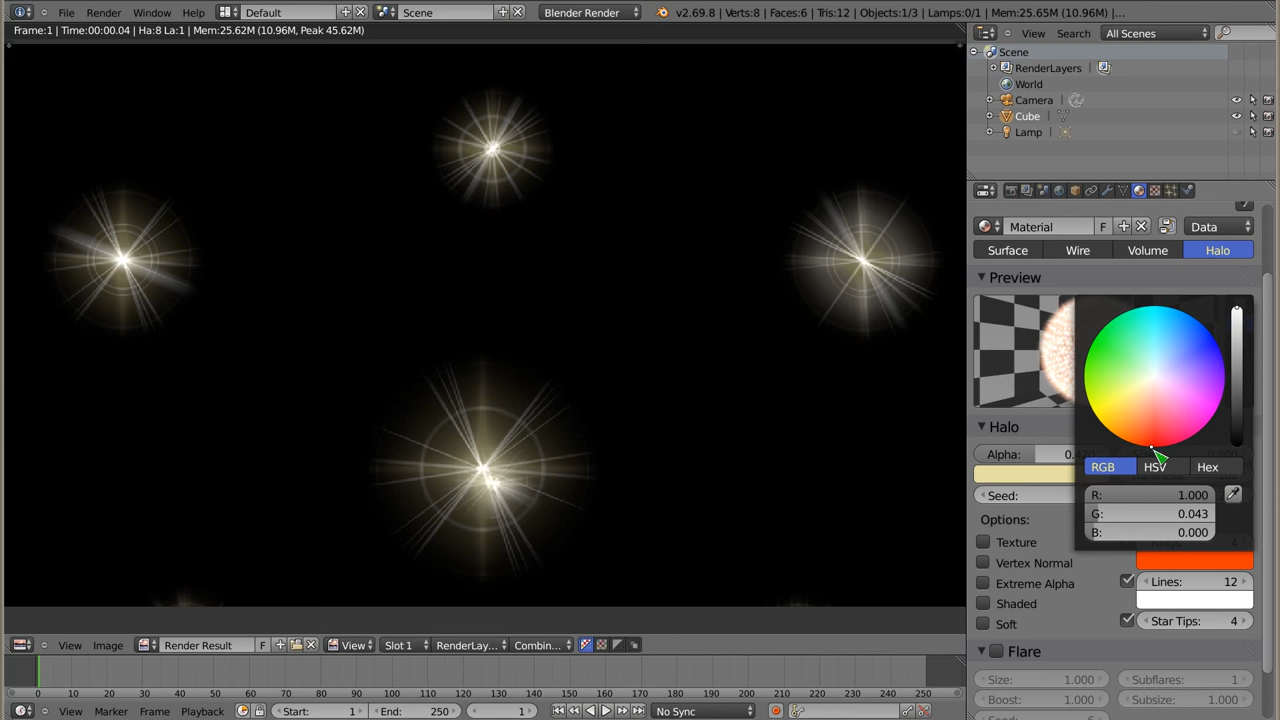 File Render Window Help Default Scene Blender Render v2.69.8 | Verts:8 | Faces:6 | Tris:12 | Objects:1/3 | Lamps:0/1 | Mem:25.65M (10.96M) |...
Frame:1 | Time:00:00.04 | Ha:8 La:1 | Mem:25.62M (10.96M, Peak 45.62M)
View Search All Scenes
Scene
RenderLayers |
World
Camera |
Cube |
Lamp |
Material F Data
Surface Wire Volume Halo
Preview
Halo
Alpha:
RGB HSV Hex
Seed:
R: 1.000
G: 0.043
B: 0.000
Options:
Texture
Vertex Normal
Extreme Alpha
Shaded
Soft
Lines: 12
Star Tips: 4
Flare
Size: 1.000 Subflares: 1
Boost: 1.000 Subsize: 1.000
View Image Render Result F View Slot 1 RenderLay... Combin...
0 10 20 30 40 50 60 70 80 90 100 110 120 130 140 150 160 170 180 190 200 210 220 230 240 250
View Marker Frame Playback Start: 1 End: 250 1 No Sync